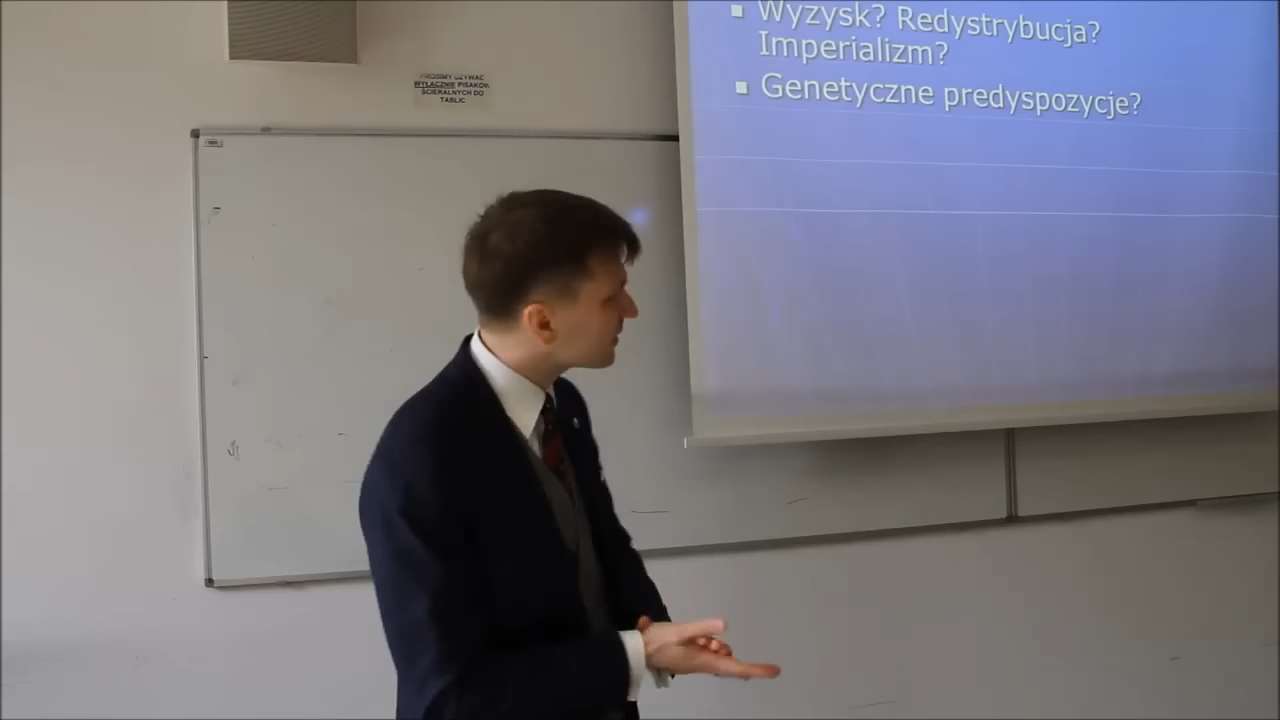 Wyzysk? Redystrybucja?
Imperializm?
Genetyczne predyspozycje?
PROSIMY UŻYWAĆ
WYŁĄCZNIE PISAKÓW
ŚCIERALNYCH DO
TABLIC